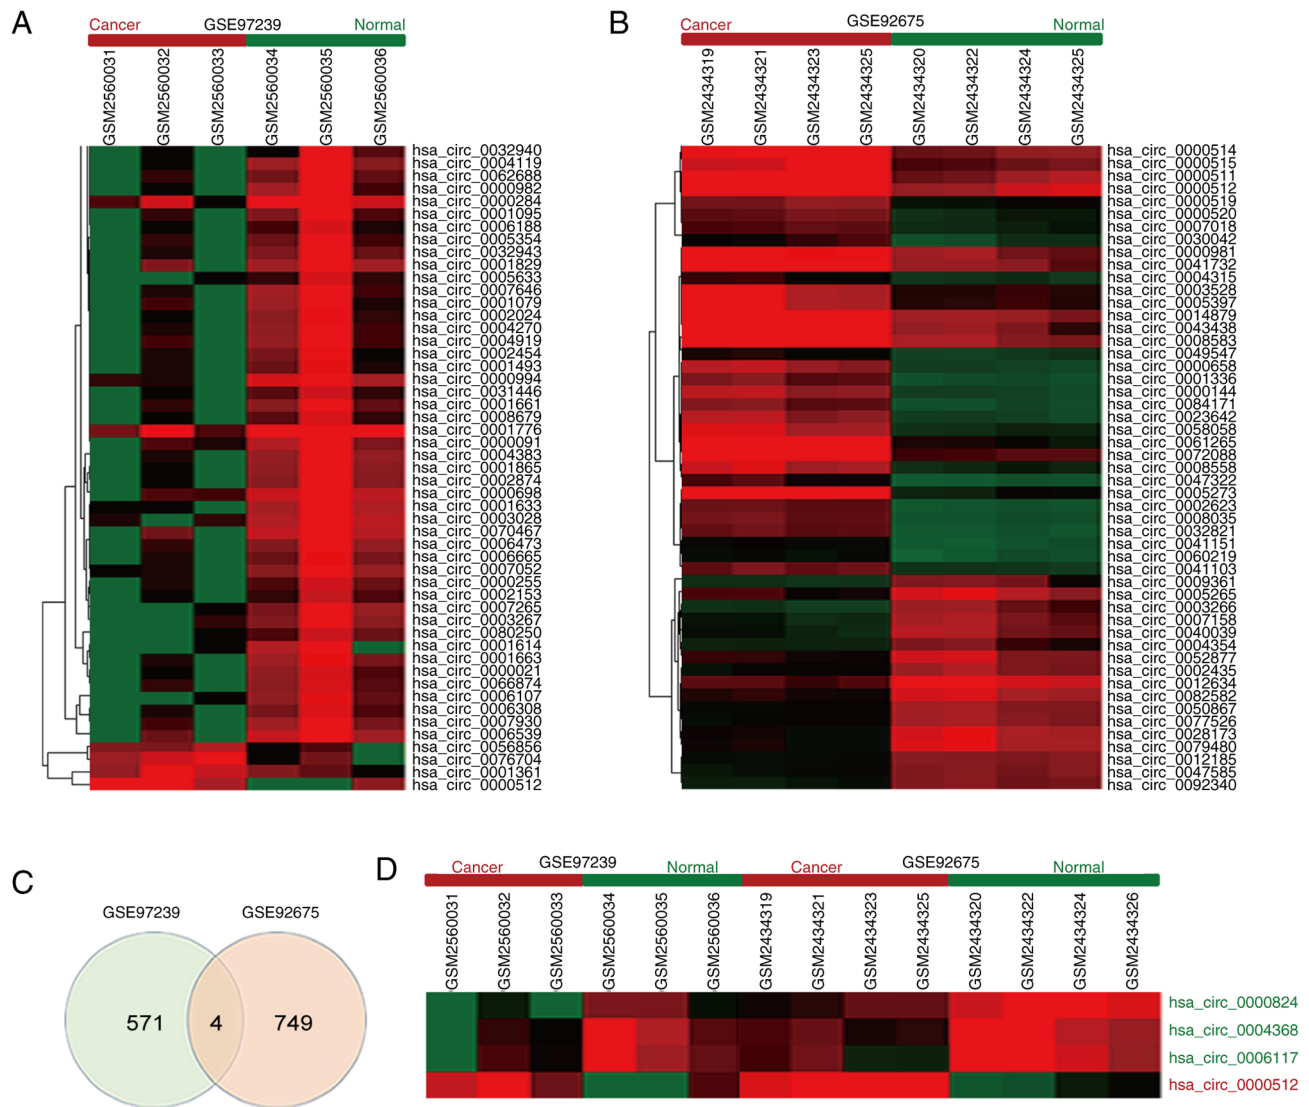 A
Cancer GSE97239 Normal
GSM2560031
GSM2560032
GSM2560033
GSM2560034
GSM2560035
GSM2560036
hsa_circ_0032940
hsa_circ_0004119
hsa_circ_0062688
hsa_circ_0000982
hsa_circ_0000284
hsa_circ_0001095
hsa_circ_0006188
hsa_circ_0005354
hsa_circ_0032943
hsa_circ_0001829
hsa_circ_0005633
hsa_circ_0007646
hsa_circ_0001079
hsa_circ_0002024
hsa_circ_0004270
hsa_circ_0004919
hsa_circ_0002454
hsa_circ_0001493
hsa_circ_0000994
hsa_circ_0031446
hsa_circ_0001661
hsa_circ_0008679
hsa_circ_0001776
hsa_circ_0000091
hsa_circ_0004383
hsa_circ_0001865
hsa_circ_0002874
hsa_circ_0000698
hsa_circ_0001633
hsa_circ_0003028
hsa_circ_0070467
hsa_circ_0006473
hsa_circ_0006665
hsa_circ_0007052
hsa_circ_0000255
hsa_circ_0002153
hsa_circ_0007265
hsa_circ_0003267
hsa_circ_0080250
hsa_circ_0001614
hsa_circ_0001663
hsa_circ_0000021
hsa_circ_0066874
hsa_circ_0006107
hsa_circ_0006308
hsa_circ_0007930
hsa_circ_0006539
hsa_circ_0056856
hsa_circ_0076704
hsa_circ_0001361
hsa_circ_0000512
B
Cancer GSE92675 Normal
GSM2434319
GSM2434321
GSM2434323
GSM2434325
GSM2434320
GSM2434322
GSM2434324
GSM2434325
hsa_circ_0000514
hsa_circ_0000515
hsa_circ_0000511
hsa_circ_0000512
hsa_circ_0000519
hsa_circ_0000520
hsa_circ_0007018
hsa_circ_0030042
hsa_circ_0000981
hsa_circ_0041732
hsa_circ_0004315
hsa_circ_0003528
hsa_circ_0005397
hsa_circ_0014879
hsa_circ_0043438
hsa_circ_0008583
hsa_circ_0049547
hsa_circ_0000658
hsa_circ_0001336
hsa_circ_0000144
hsa_circ_0084171
hsa_circ_0023642
hsa_circ_0058058
hsa_circ_0061265
hsa_circ_0072088
hsa_circ_0008558
hsa_circ_0047322
hsa_circ_0005273
hsa_circ_0002623
hsa_circ_0008035
hsa_circ_0032821
hsa_circ_0041151
hsa_circ_0060219
hsa_circ_0041103
hsa_circ_0009361
hsa_circ_0005265
hsa_circ_0003266
hsa_circ_0007158
hsa_circ_0040039
hsa_circ_0004354
hsa_circ_0052877
hsa_circ_0002435
hsa_circ_0012634
hsa_circ_0082582
hsa_circ_0050867
hsa_circ_0077526
hsa_circ_0028173
hsa_circ_0079480
hsa_circ_0012185
hsa_circ_0047585
hsa_circ_0092340
C
GSE97239 GSE92675
571 4 749
D
Cancer GSE97239 Normal Cancer GSE92675 Normal
GSM2560031
GSM2560032
GSM2560033
GSM2560034
GSM2560035
GSM2560036
GSM2434319
GSM2434321
GSM2434323
GSM2434325
GSM2434320
GSM2434322
GSM2434324
GSM2434326
hsa_circ_0000824
hsa_circ_0004368
hsa_circ_0006117
hsa_circ_0000512